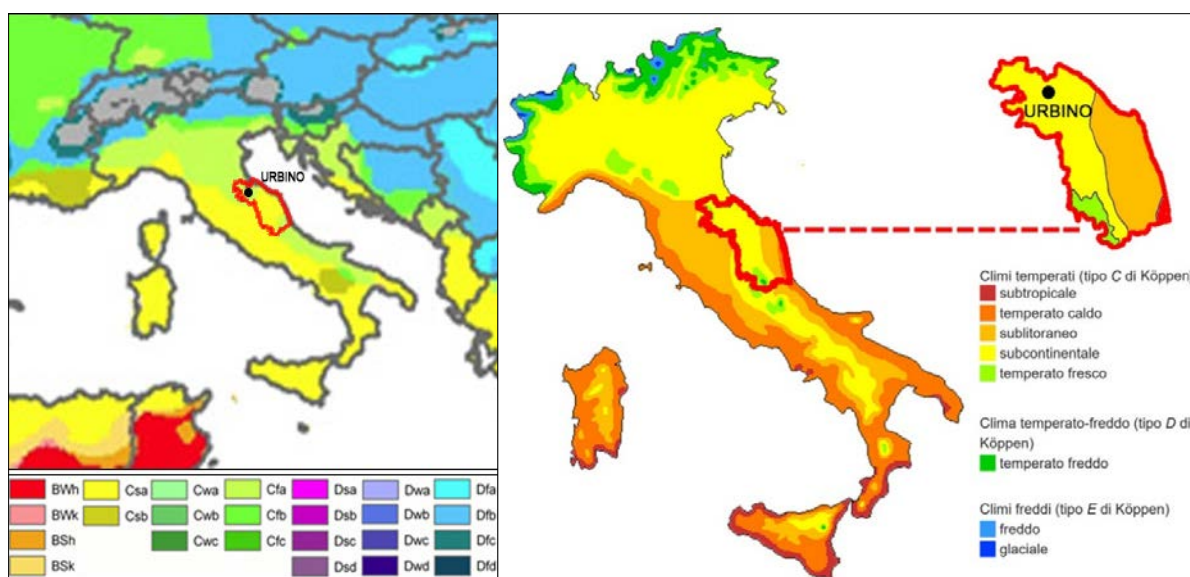 URBINO
BWh
Csa
Cwa
Cfa
Dsa
Dwa
Dfa
BWk
Csb
Cwb
Cfb
Dsb
Dwb
Dfb
BSh
Cwc
Cfc
Dsc
Dwc
Dfc
BSk
Dsd
Dwd
Dfd
URBINO
Climi temperati (tipo C di Köppen)
subtropicale
temperato caldo
sublitoraneo
subcontinentale
temperato fresco
Clima temperato-freddo (tipo D di
Köppen)
temperato freddo
Climi freddi (tipo E di Köppen)
freddo
glaciale